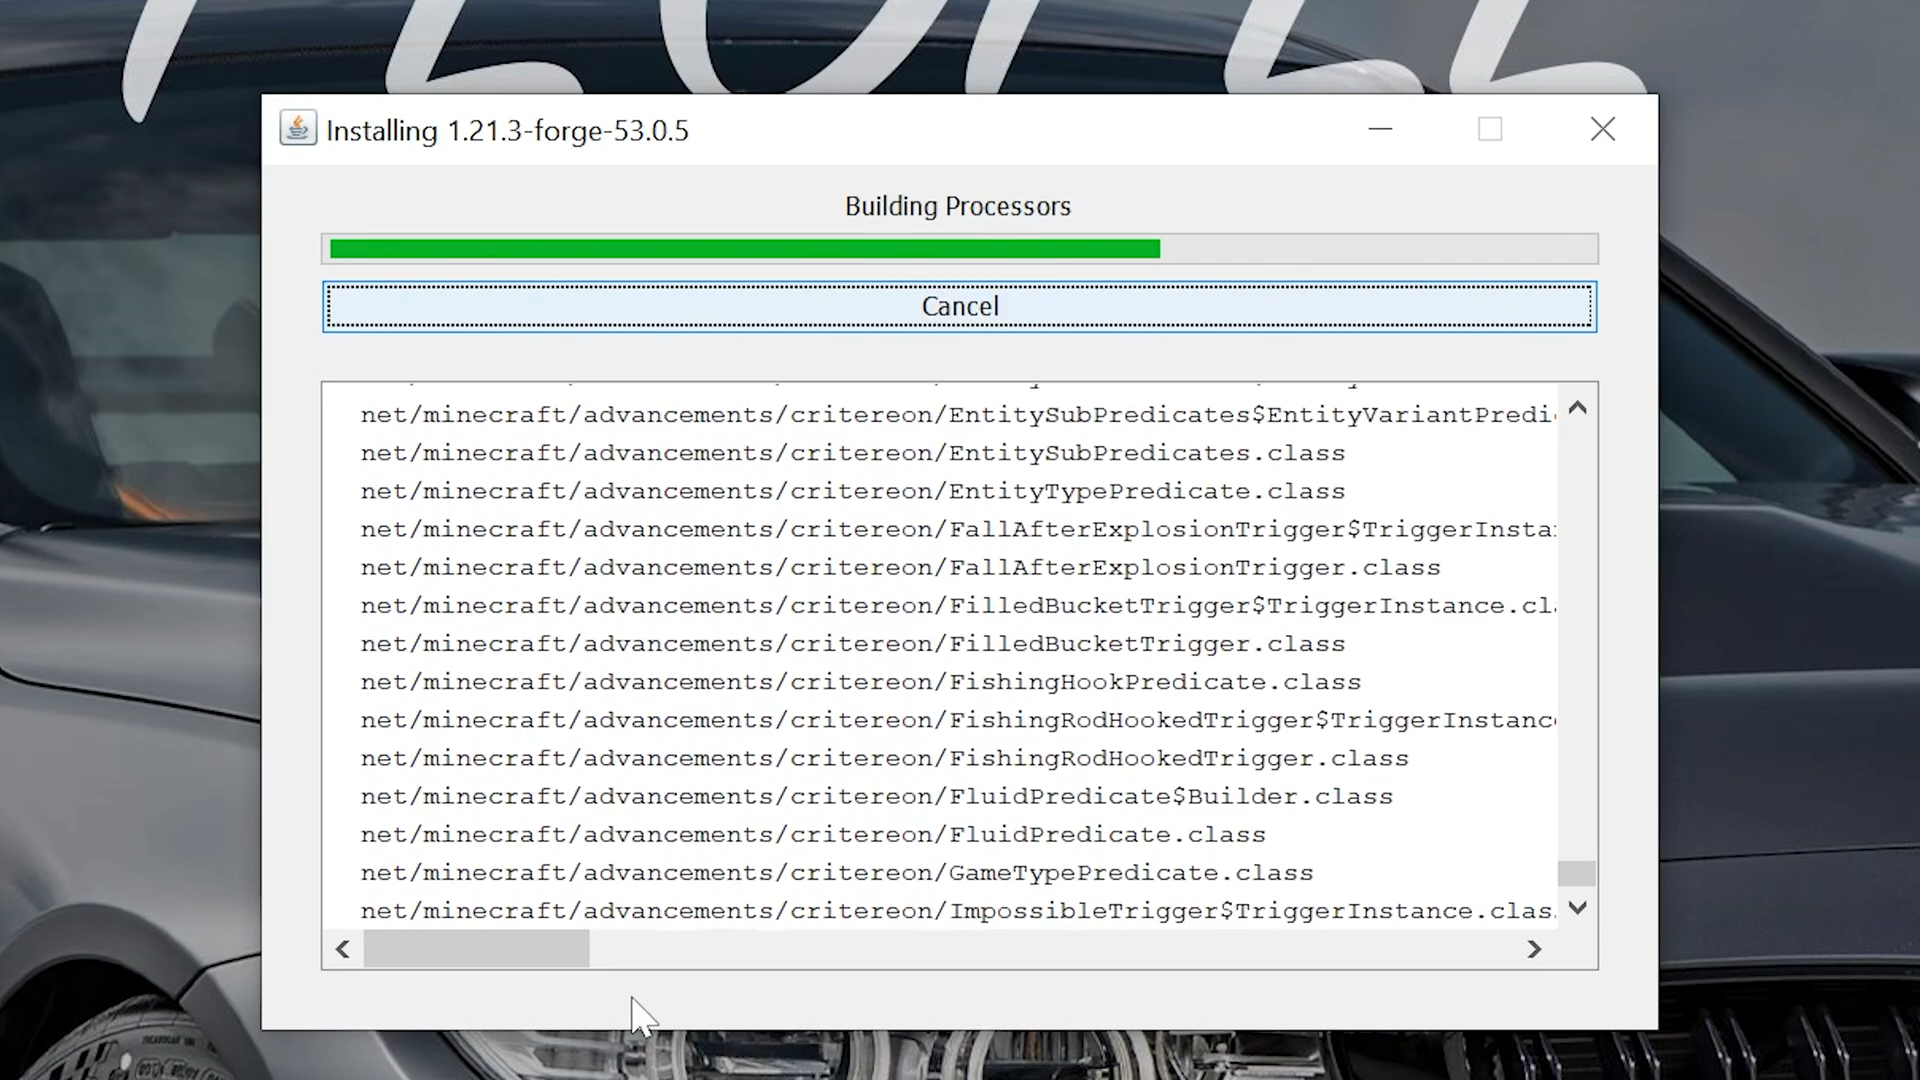 Installing 1.21.3-forge-53.0.5
Building Processors
Cancel
net/minecraft/advancements/critereon/EntitySubPredicates$EntityVariantPredi
net/minecraft/advancements/critereon/EntitySubPredicates.class
net/minecraft/advancements/critereon/EntityTypePredicate.class
net/minecraft/advancements/critereon/FallAfterExplosionTrigger$TriggerInsta
net/minecraft/advancements/critereon/FallAfterExplosionTrigger.class
net/minecraft/advancements/critereon/FilledBucketTrigger$TriggerInstance.cl
net/minecraft/advancements/critereon/FilledBucketTrigger.class
net/minecraft/advancements/critereon/FishingHookPredicate.class
net/minecraft/advancements/critereon/FishingRodHookedTrigger$TriggerInstanc
net/minecraft/advancements/critereon/FishingRodHookedTrigger.class
net/minecraft/advancements/critereon/FluidPredicate$Builder.class
net/minecraft/advancements/critereon/FluidPredicate.class
net/minecraft/advancements/critereon/GameTypePredicate.class
net/minecraft/advancements/critereon/ImpossibleTrigger$TriggerInstance.clas